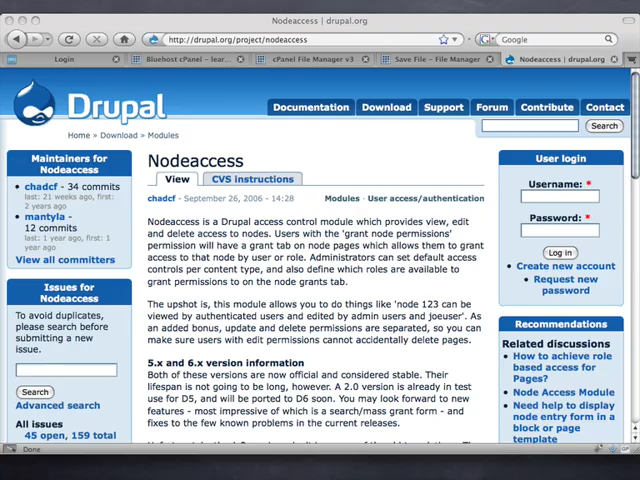 Nodeaccess | drupal.org
http://drupal.org/project/nodeaccess
Google
Login
Bluehost cPanel - lear...
cPanel File Manager v3
Save File - File Manager
Nodeaccess | drupal.org
Drupal
Documentation
Download
Support
Forum
Contribute
Contact
Home » Download » Modules
Search
Maintainers for
Nodeaccess
chadcf - 34 commits
last: 21 weeks ago, first:
2 years ago
mantyla -
12 commits
last: 1 year ago, first: 1
year ago
View all committers
Issues for
Nodeaccess
To avoid duplicates,
please search before
submitting a new
issue.
Search
Advanced search
All issues
45 open, 159 total
Nodeaccess
View
CVS instructions
chadcf - September 26, 2006 - 14:28
Modules · User access/authentication
Nodeaccess is a Drupal access control module which provides view, edit
and delete access to nodes. Users with the 'grant node permissions'
permission will have a grant tab on node pages which allows them to grant
access to that node by user or role. Administrators can set default access
controls per content type, and also define which roles are available to
grant permissions to on the node grants tab.
The upshot is, this module allows you to do things like 'node 123 can be
viewed by authenticated users and edited by admin users and joeuser'. As
an added bonus, update and delete permissions are separated, so you can
make sure users with edit permissions cannot accidentally delete pages.
5.x and 6.x version information
Both of these versions are now official and considered stable. Their
lifespan is not going to be long, however. A 2.0 version is already in test
use for D5, and will be ported to D6 soon. You may look forward to new
features - most impressive of which is a search/mass grant form - and
fixes to the few known problems in the current releases.
User login
Username: *
Password: *
Log in
Create new account
Request new
password
Recommendations
Related discussions
How to achieve role
based access for
Pages?
Node Access Module
Need help to display
node entry form in a
block or page
template
Done